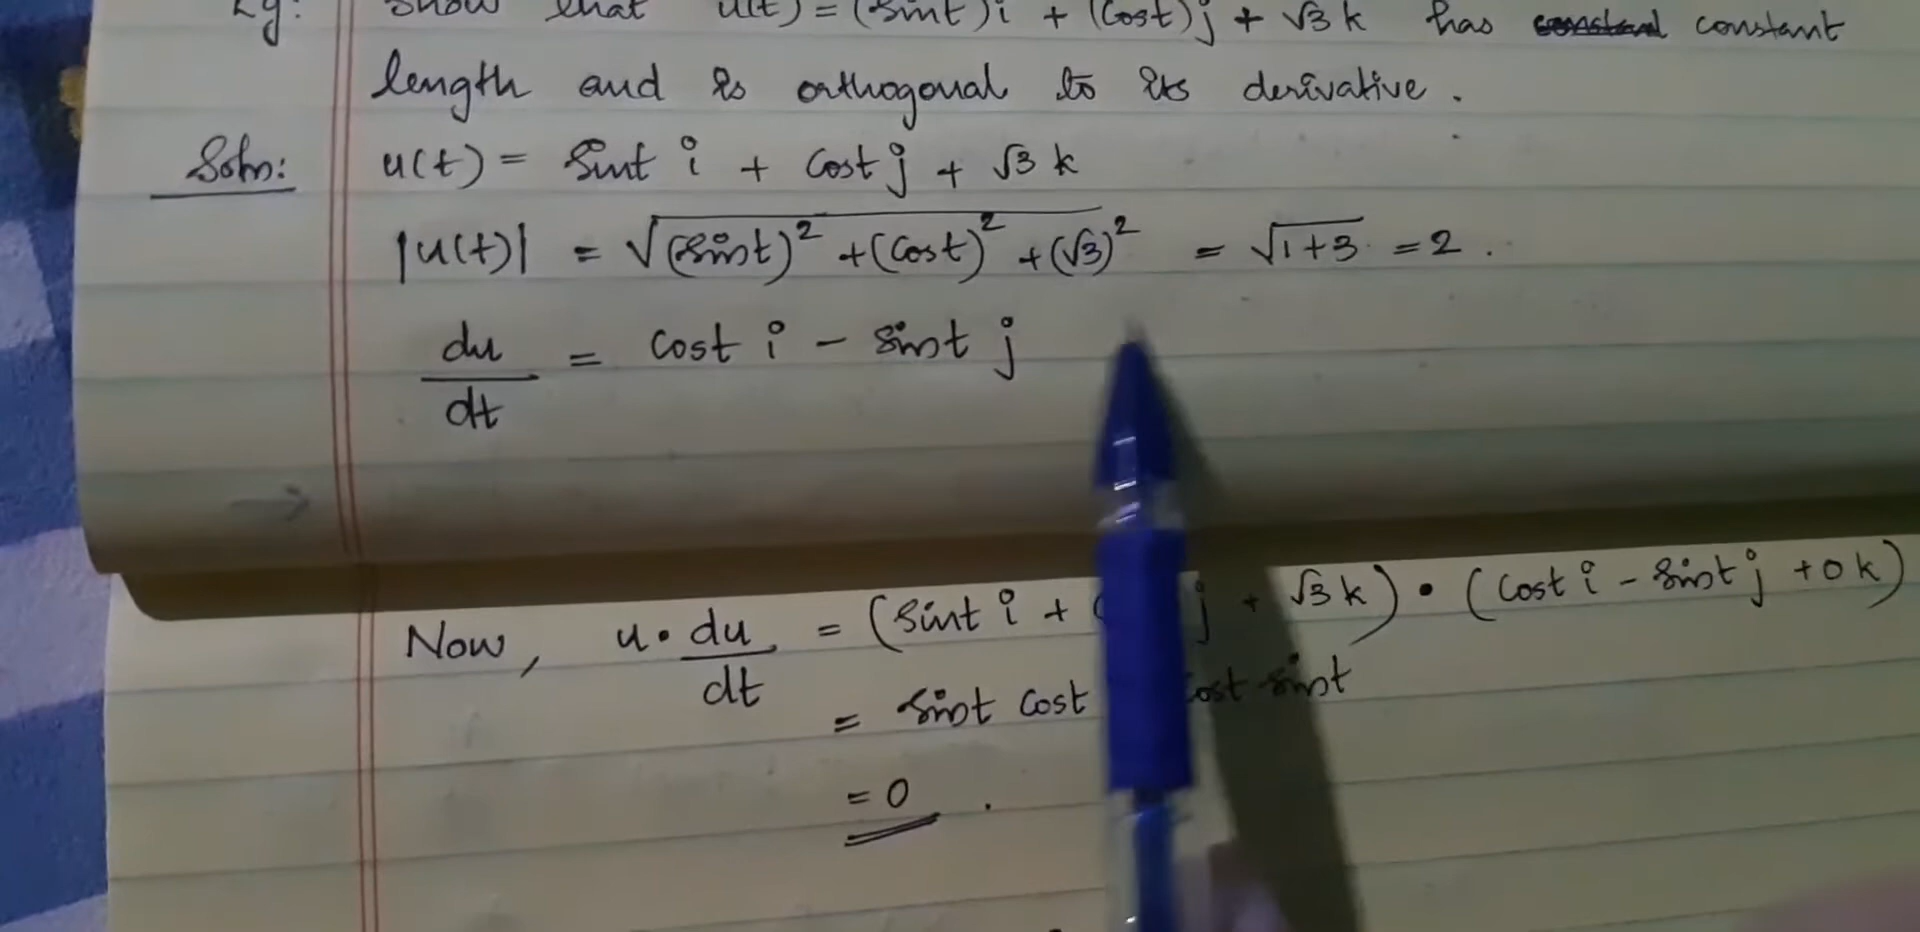 Eg: Show that u(t) = (sint)i + (cost)j + √3 k has constant
length and is orthogonal to its derivative.
Soln: u(t) = sint i + cost j + √3 k
|u(t)| = √(sint)² + (cost)² + (√3)² = √1+3 = 2.
du/dt = cost i - sint j
Now, u · du/dt = (sint i + j + √3 k) · (cost i - sint j + 0 k)
= sint cost cost sint
= 0.